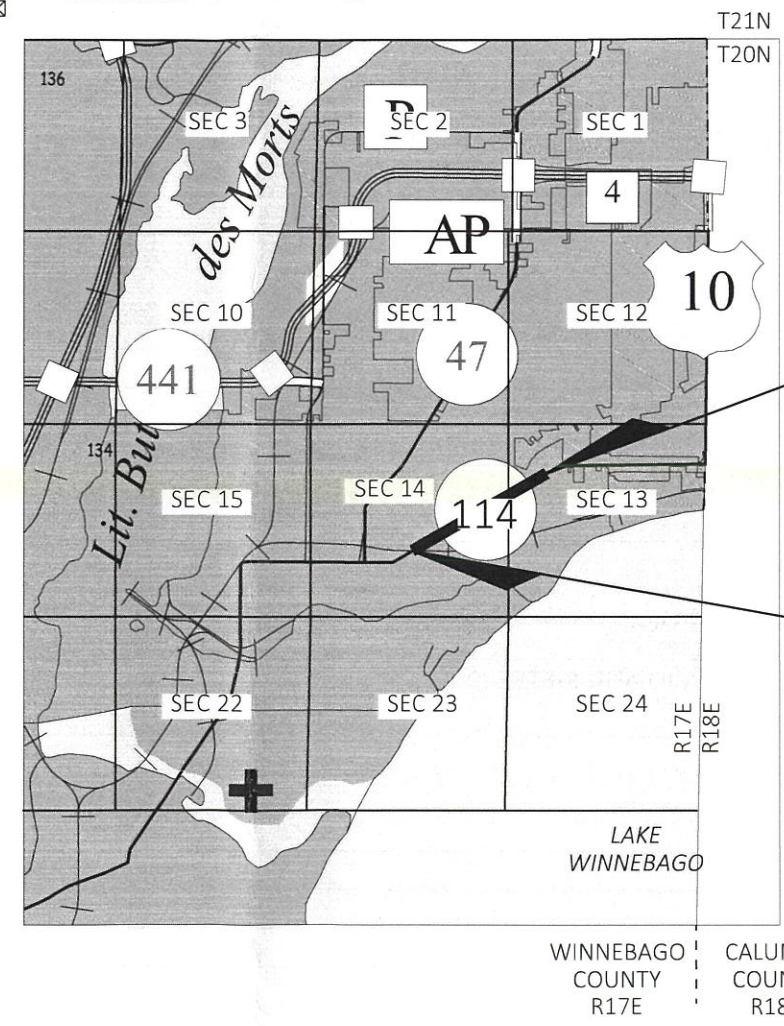 T21N
T20N
136
SEC 3
SEC 2
SEC 1
des Morts
4
AP
10
SEC 10
SEC 11
SEC 12
441
47
134
Lit. But
SEC 15
SEC 14
114
SEC 13
SEC 22
SEC 23
SEC 24
R17E
R18E
LAKE
WINNEBAGO
WINNEBAGO
COUNTY
R17E
CALU
COUN
R18